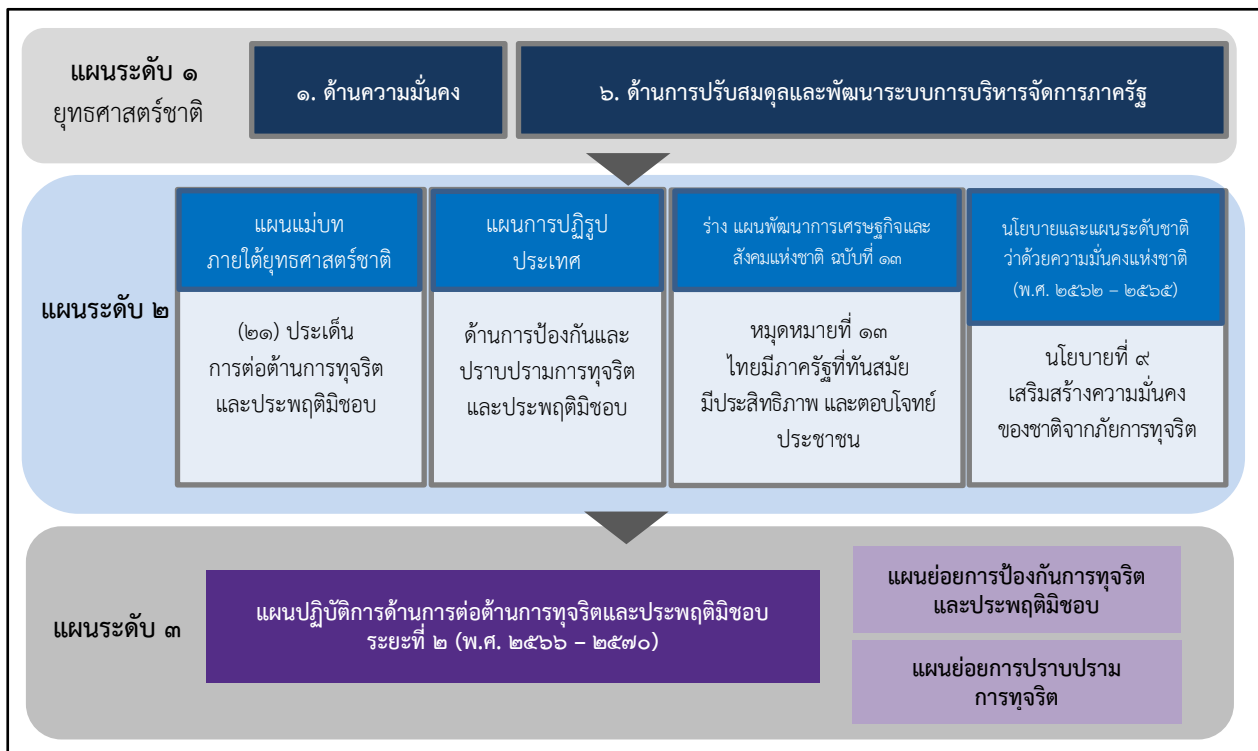 แผนระดับ ๑
ยุทธศาสตร์ชาติ
๑. ด้านความมั่นคง
๖. ด้านการปรับสมดุลและพัฒนาระบบการบริหารจัดการภาครัฐ
แผนระดับ ๒
แผนแม่บท
ภายใต้ยุทธศาสตร์ชาติ
(๒๑) ประเด็น
การต่อต้านการทุจริต
และประพฤติมิชอบ
แผนการปฏิรูป
ประเทศ
ด้านการป้องกันและ
ปราบปรามการทุจริต
และประพฤติมิชอบ
ร่าง แผนพัฒนาการเศรษฐกิจและ
สังคมแห่งชาติ ฉบับที่ ๑๓
หมุดหมายที่ ๑๓
ไทยมีภาครัฐที่ทันสมัย
มีประสิทธิภาพ และตอบโจทย์
ประชาชน
นโยบายและแผนระดับชาติ
ว่าด้วยความมั่นคงแห่งชาติ
(พ.ศ. ๒๕๖๒ – ๒๕๖๕)
นโยบายที่ ๙
เสริมสร้างความมั่นคง
ของชาติจากภัยการทุจริต
แผนระดับ ๓
แผนปฏิบัติการด้านการต่อต้านการทุจริตและประพฤติมิชอบ
ระยะที่ ๒ (พ.ศ. ๒๕๖๖ – ๒๕๗๐)
แผนย่อยการป้องกันการทุจริต
และประพฤติมิชอบ
แผนย่อยการปราบปราม
การทุจริต